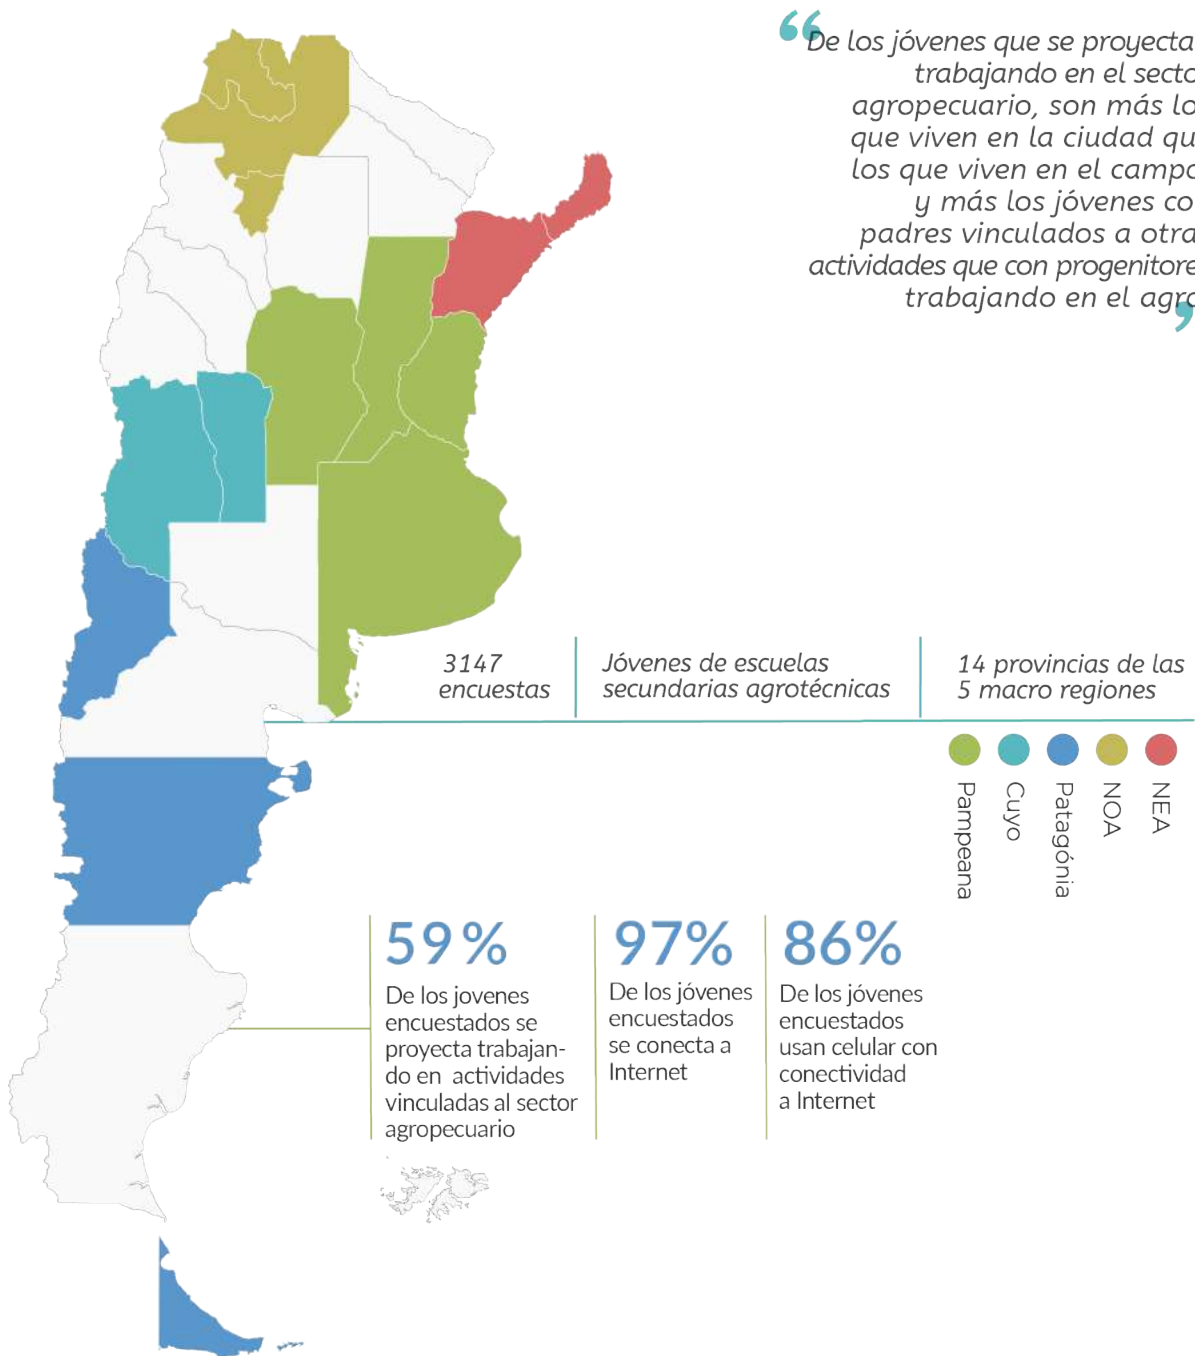 “De los jóvenes que se proyecta
trabajando en el secto
agropecuario, son más lo
que viven en la ciudad qu
los que viven en el campo
y más los jóvenes co
padres vinculados a otra
actividades que con progenitore
trabajando en el agro
”
3147
encuestas
Jóvenes de escuelas
secundarias agrotécnicas
14 provincias de las
5 macro regiones
Pampeana
Cuyo
Patagónia
NOA
NEA
59%
De los jovenes
encuestados se
proyecta trabajan-
do en actividades
vinculadas al sector
agropecuario
97%
De los jóvenes
encuestados
se conecta a
Internet
86%
De los jóvenes
encuestados
usan celular con
conectividad
a Internet